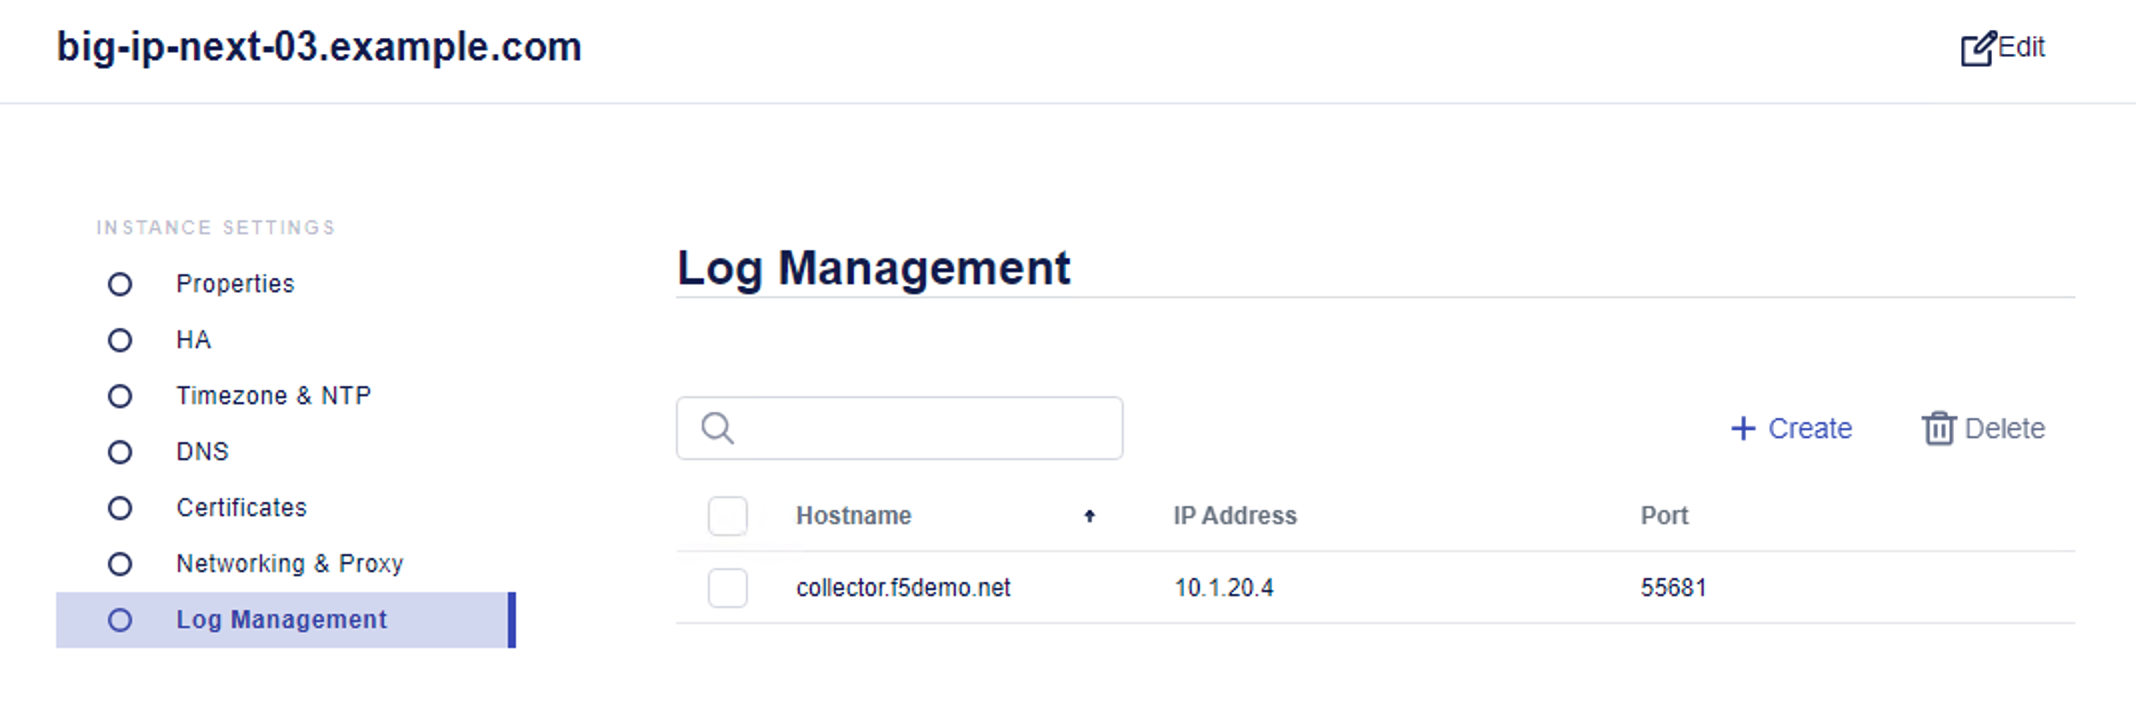 big-ip-next-03.example.com
Edit
INSTANCE SETTINGS
Properties
HA
Timezone & NTP
DNS
Certificates
Networking & Proxy
Log Management
Log Management
Create
Delete
Hostname IP Address Port
collector.f5demo.net 10.1.20.4 55681